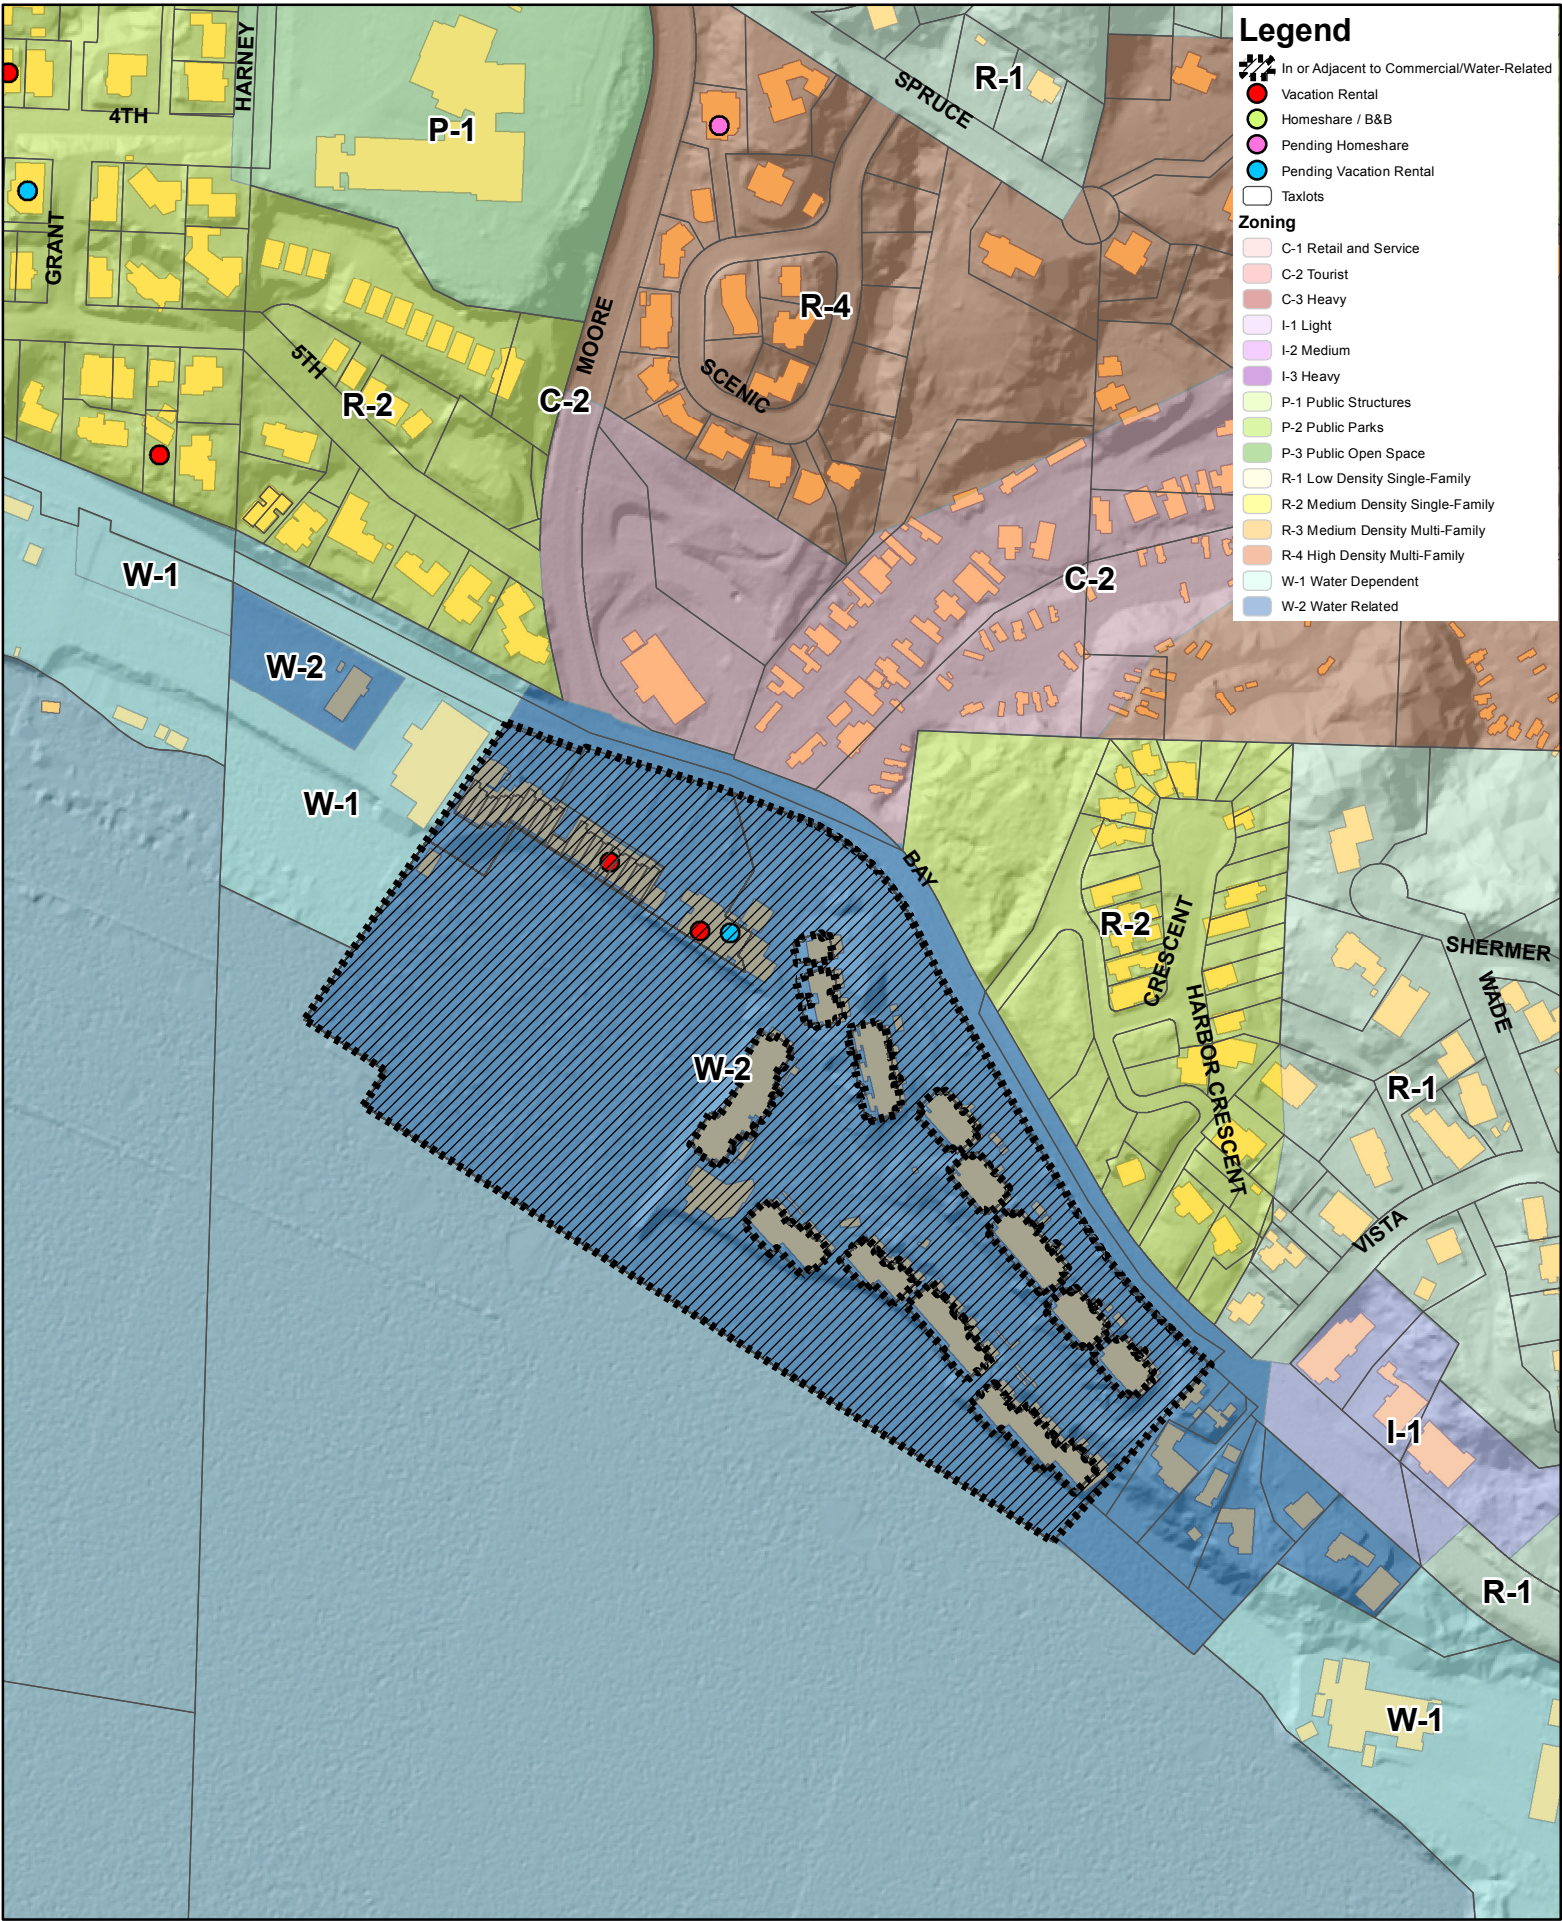 Legend
In or Adjacent to Commercial/Water-Related
Vacation Rental
Homeshare / B&B
Pending Homeshare
Pending Vacation Rental
Taxlots
Zoning
C-1 Retail and Service
C-2 Tourist
C-3 Heavy
I-1 Light
I-2 Medium
I-3 Heavy
P-1 Public Structures
P-2 Public Parks
P-3 Public Open Space
R-1 Low Density Single-Family
R-2 Medium Density Single-Family
R-3 Medium Density Multi-Family
R-4 High Density Multi-Family
W-1 Water Dependent
W-2 Water Related
HARNEY
4TH
P-1
SPRUCE
R-1
GRANT
MOORE
R-4
5TH
SCENIC
R-2
C-2
W-1
C-2
W-2
W-1
BAY
R-2
CRESCENT
SHERMER
WADE
HARBOR CRESCENT
W-2
R-1
VISTA
I-1
R-1
W-1